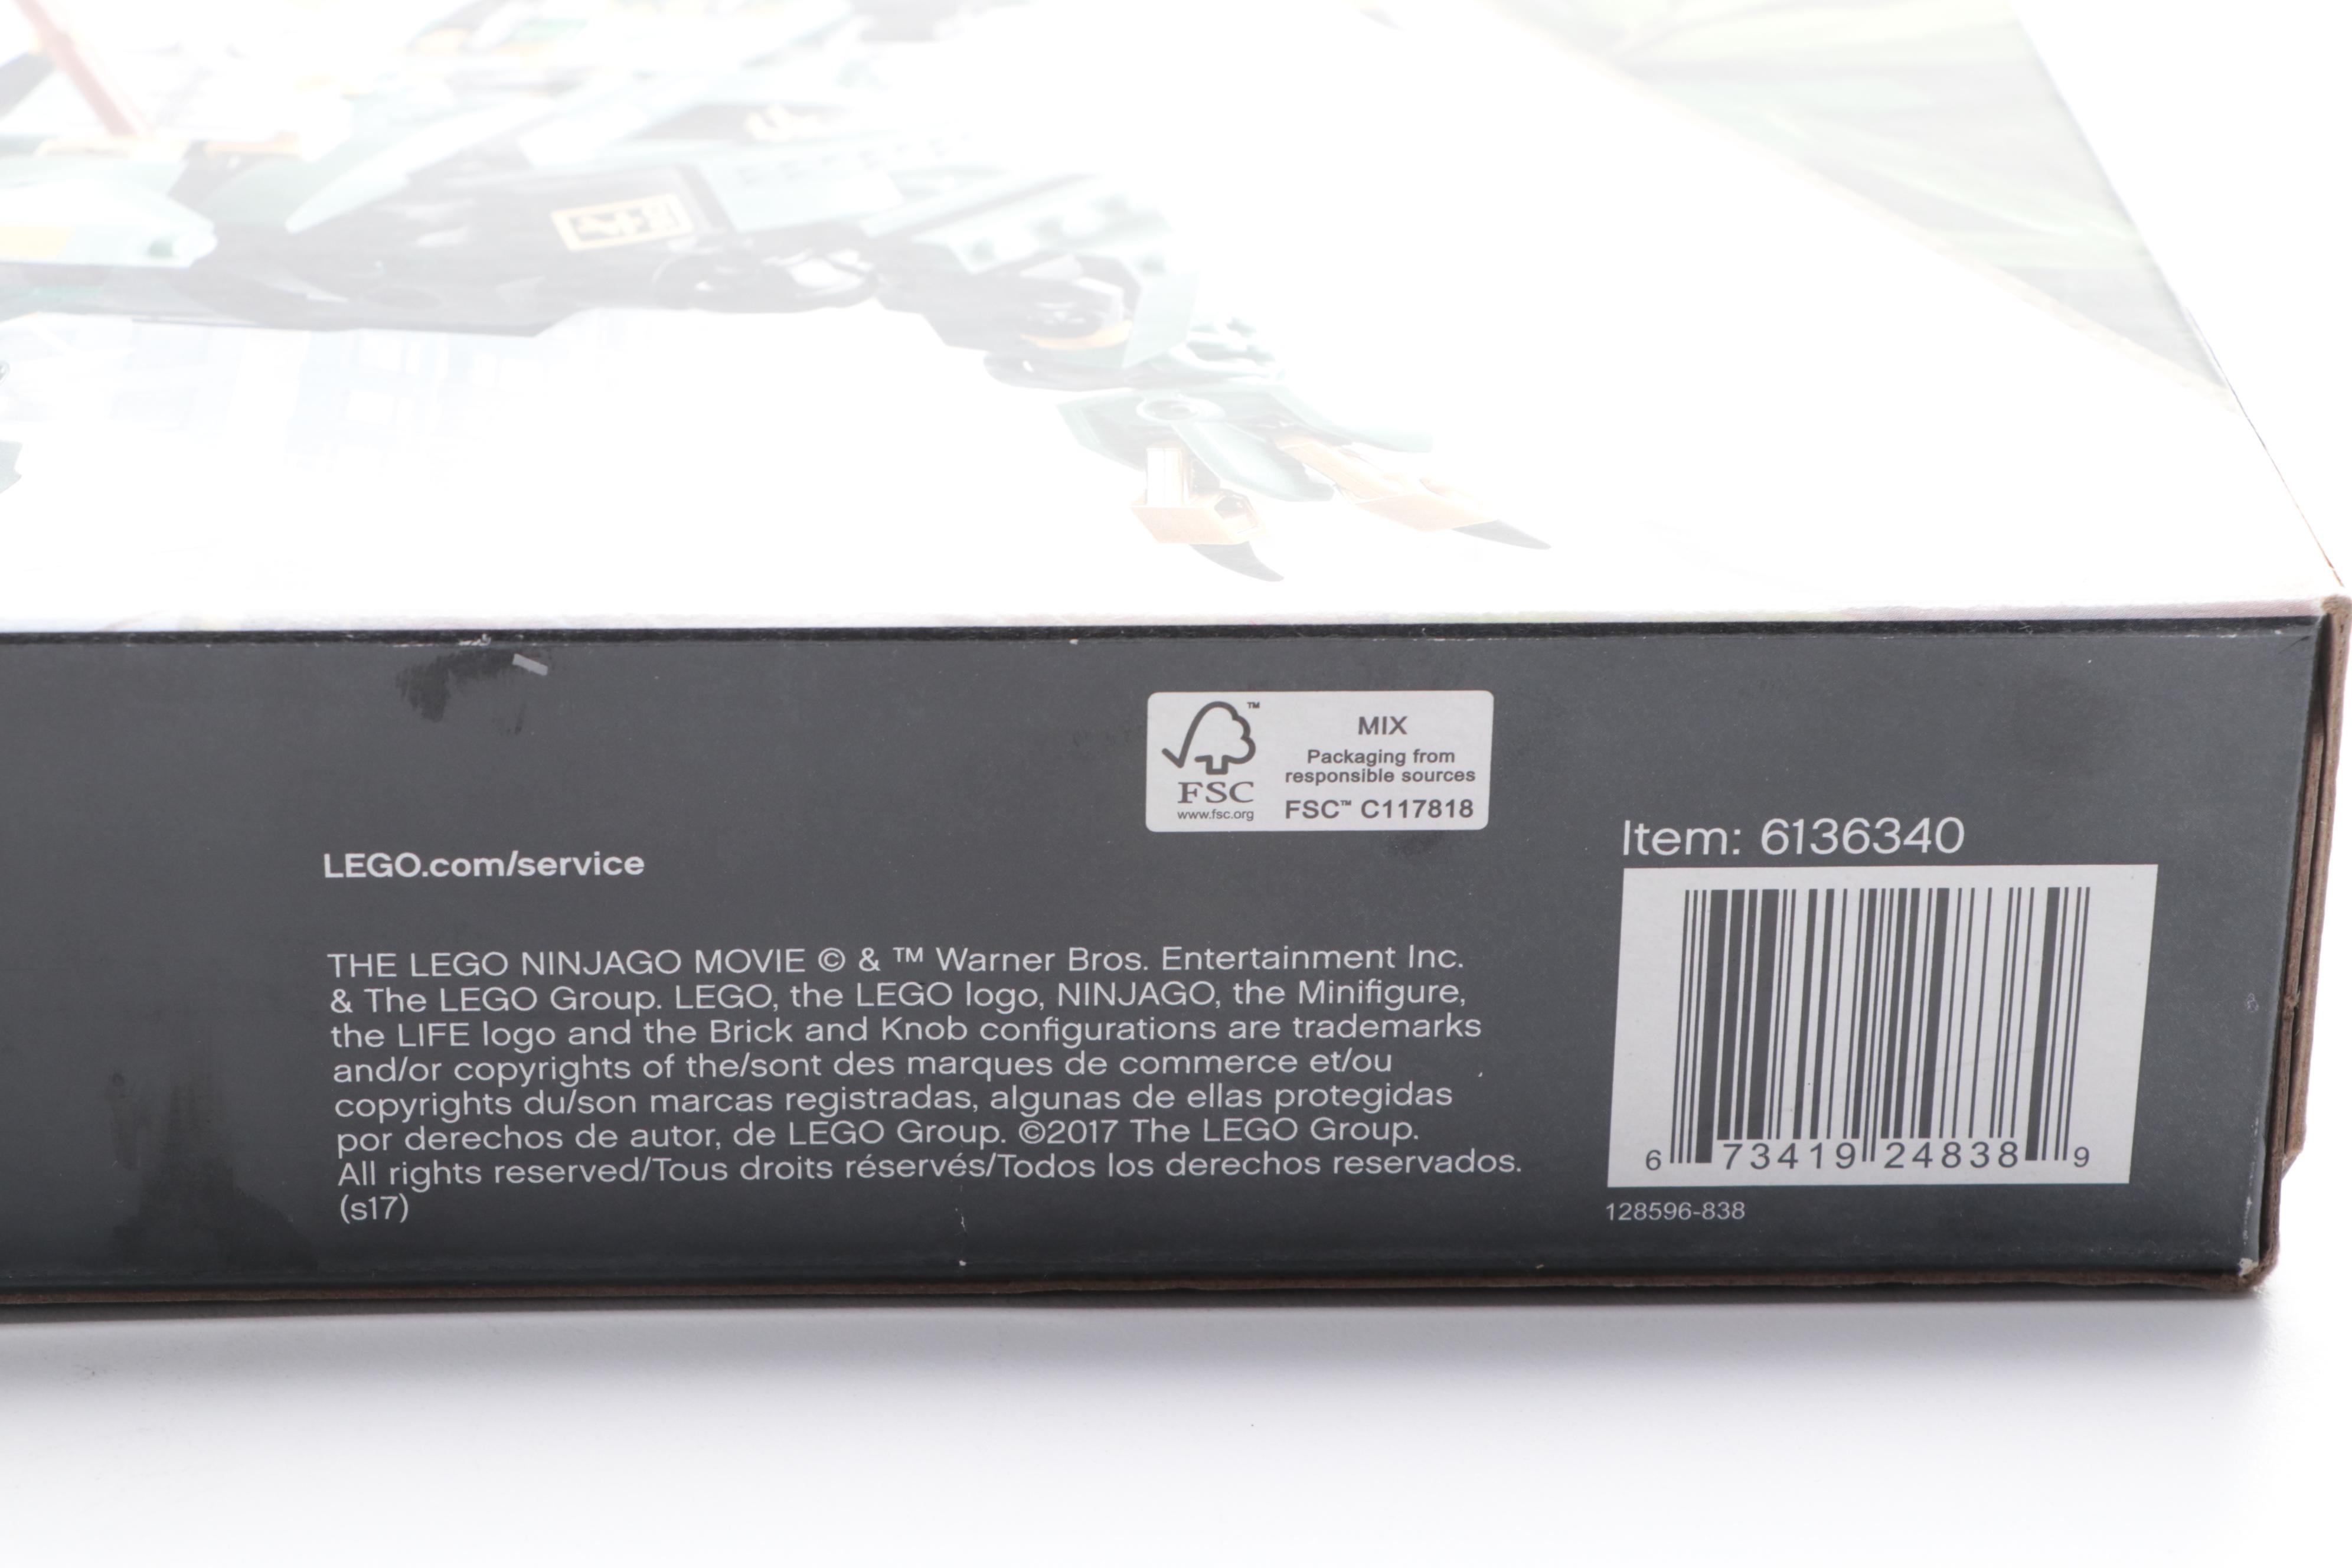 MIX
Packaging from
responsible sources
FSC™ C117818
™
FSC
www.fsc.org
Item: 6136340
LEGO.com/service
THE LEGO NINJAGO MOVIE © & ™ Warner Bros. Entertainment Inc.
& The LEGO Group. LEGO, the LEGO logo, NINJAGO, the Minifigure,
the LIFE logo and the Brick and Knob configurations are trademarks
and/or copyrights of the/sont des marques de commerce et/ou
copyrights du/son marcas registradas, algunas de ellas protegidas
por derechos de autor, de LEGO Group. ©2017 The LEGO Group.
All rights reserved/Tous droits réservés/Todos los derechos reservados.
(s17)
6 73419 24838 9
128596-838